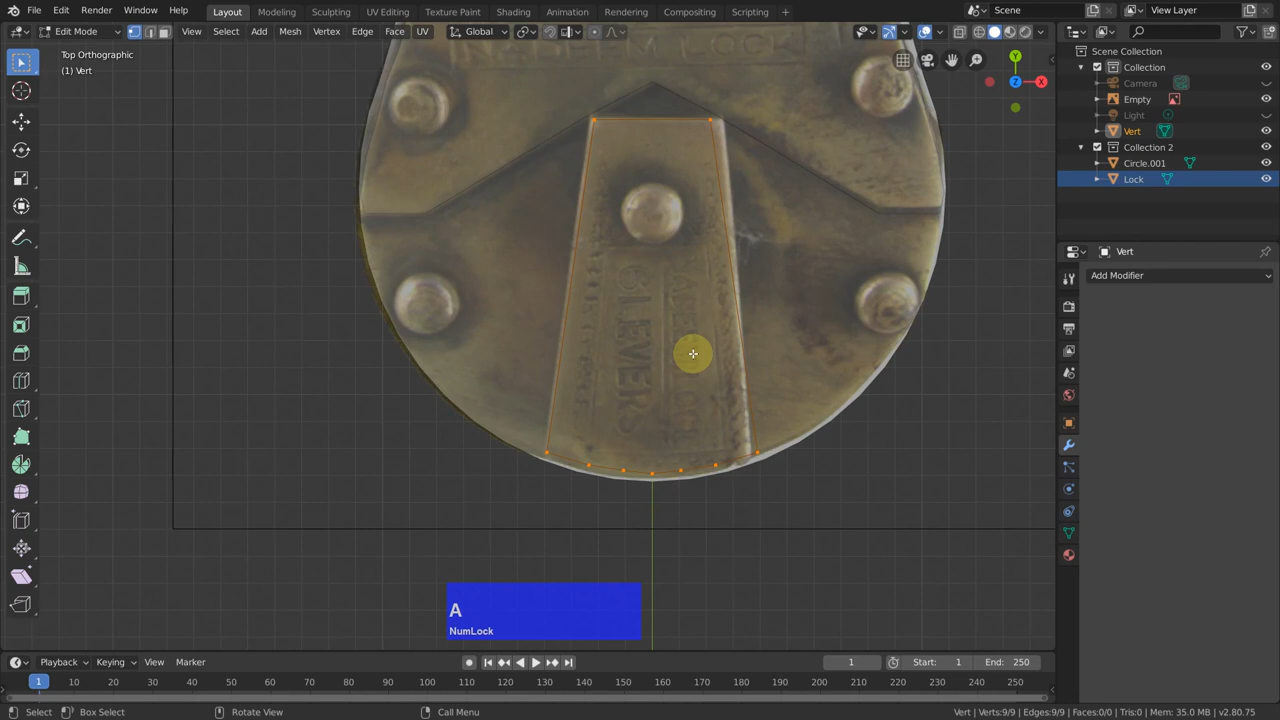 File Edit Render Window Help Layout Modeling Sculpting UV Editing Texture Paint Shading Animation Rendering Compositing Scripting + Scene View Layer
Edit Mode View Select Add Mesh Vertex Edge Face UV Global
Top Orthographic
(1) Vert
Y
Z
X
6 LEVERS
A
NumLock
Scene Collection
Collection
Camera
Empty
Light
Vert
Collection 2
Circle.001
Lock
Vert
Add Modifier
Playback Keying View Marker 1 Start: 1 End: 250
1 10 20 30 40 50 60 70 80 90 100 110 120 130 140 150 160 170 180 190 200 210 220 230 240 250
Select Box Select Rotate View Call Menu Vert | Verts:9/9 | Edges:9/9 | Faces:0/0 | Tris:0 | Mem: 35.0 MB | v2.80.75